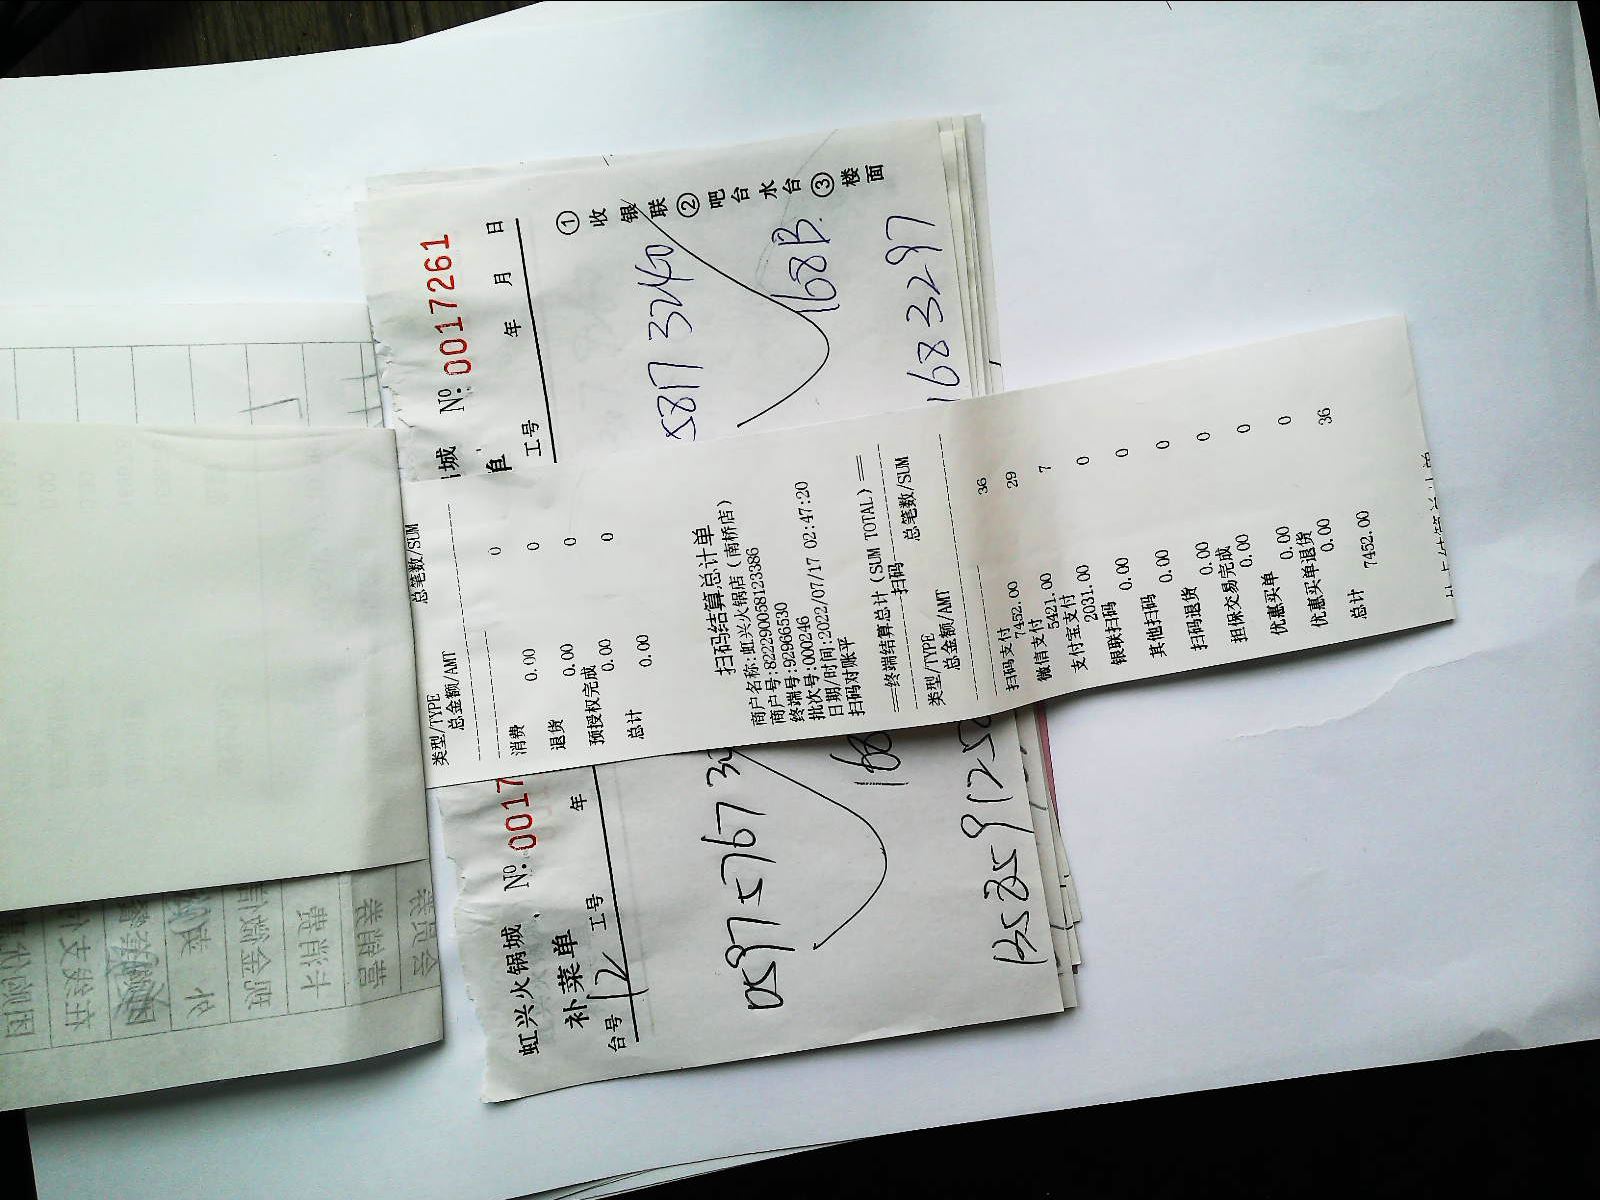 类型/TYPE 总笔数/SUM
总金额/AMT
消费 0
0.00
退货 0
0.00
预授权完成 0
0.00
总计 0
0.00
扫码结算总计单
商户名称:虹兴火锅店(南桥店)
商户号:822290058123386
终端号:92966530
批次号:000246
日期/时间:2022/07/17 02:47:20
扫码对账平
==终端结算总计(SUM TOTAL)==
扫码
类型/TYPE 总笔数/SUM
总金额/AMT
扫码支付 36
7452.00
微信支付 29
5421.00
支付宝支付 7
2031.00
银联扫码 0
0.00
其他扫码 0
0.00
扫码退货 0
0.00
担保交易完成 0
0.00
优惠买单 0
0.00
优惠买单退货 0
0.00
总计 36
7452.00
城 №:0017261
单
工号 年 月 日
①收银联②吧台水台③楼面
5817 3240
168B
1683297
虹兴火锅城 №:0017
补菜单
台号 12 工号 年